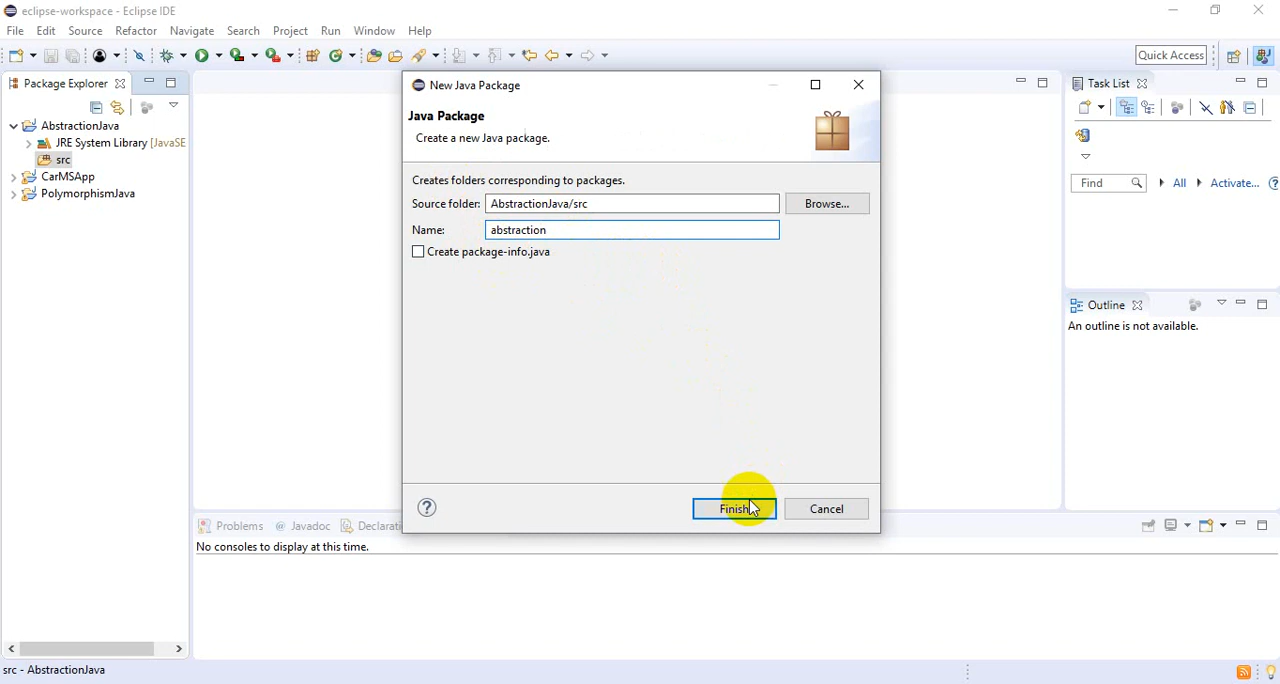 eclipse-workspace - Eclipse IDE
File Edit Source Refactor Navigate Search Project Run Window Help
Quick Access
Package Explorer
AbstractionJava
JRE System Library [JavaSE
src
CarMSApp
PolymorphismJava
New Java Package
Java Package
Create a new Java package.
Creates folders corresponding to packages.
Source folder: AbstractionJava/src Browse...
Name: abstraction
Create package-info.java
Finish Cancel
Task List
Find All Activate...
Outline
An outline is not available.
Problems @ Javadoc Declarati
No consoles to display at this time.
src - AbstractionJava